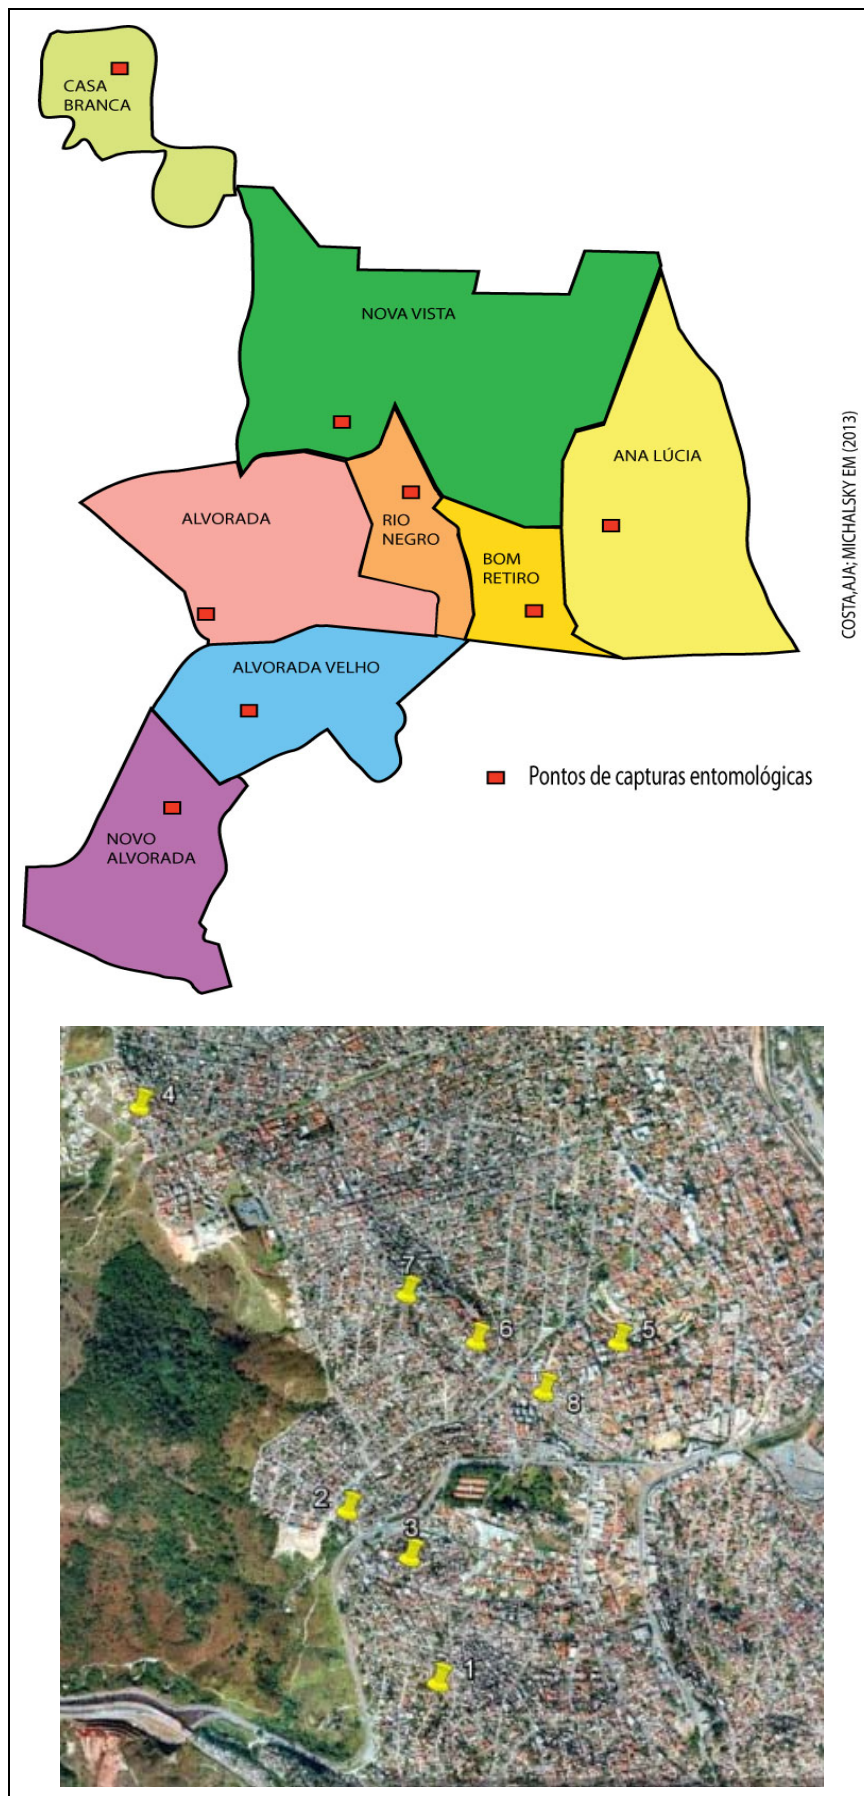 CASA
BRANCA
NOVA VISTA
ANA LÚCIA
ALVORADA
RIO
NEGRO
BOM
RETIRO
ALVORADA VELHO
NOVO
ALVORADA
Pontos de capturas entomológicas
COSTA,AJA; MICHALSKY EM (2013)
4
7
6
5
8
2
3
1